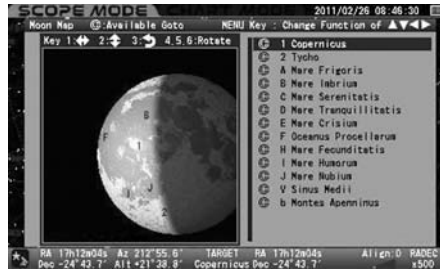 SCOPE MODE 2011/02/26 08:46:30
Moon Map Ⓖ:Available Goto MENU Key : Change Function of ▲▼◀▶
Key 1: 2: 3: 4,5,6:Rotate
B
F
1
I
J
2
Ⓖ 1 Copernicus
Ⓖ 2 Tycho
Ⓖ A Mare Frigoris
Ⓖ B Mare Imbrium
Ⓖ C Mare Serenitatis
Ⓖ D Mare Tranquillitatis
Ⓖ E Mare Crisium
Ⓖ F Oceanus Procellarum
Ⓖ H Mare Fecunditatis
Ⓖ I Mare Humorum
Ⓖ J Mare Nubium
Ⓖ V Sinus Medii
Ⓖ b Montes Apenninus
RA 17h12m04s Az 212°55.6' TARGET RA 17h12m04s Align:0 RADEC
Dec -24°43.7' Alt +21°38.8' Copernicus Dec -24°43.7' x500